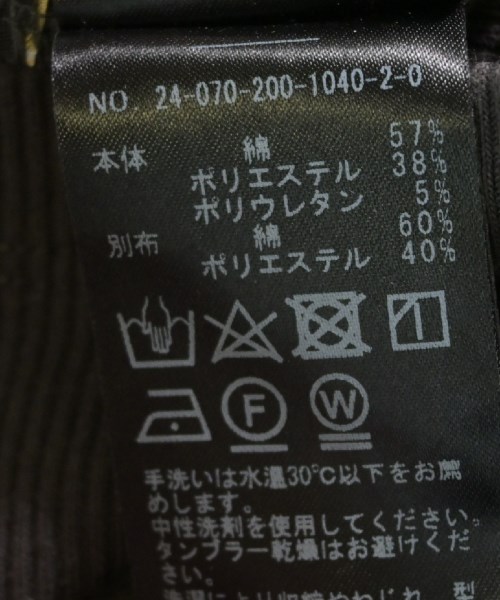 NO. 24-070-200-1040-2-0
本体 綿 57%
ポリエステル 38%
ポリウレタン 5%
別布 綿 60%
ポリエステル 40%
F W
手洗いは水温30℃以下をお薦
めします。
中性洗剤を使用してください。
タンブラー乾燥はお避けくだ
さい。